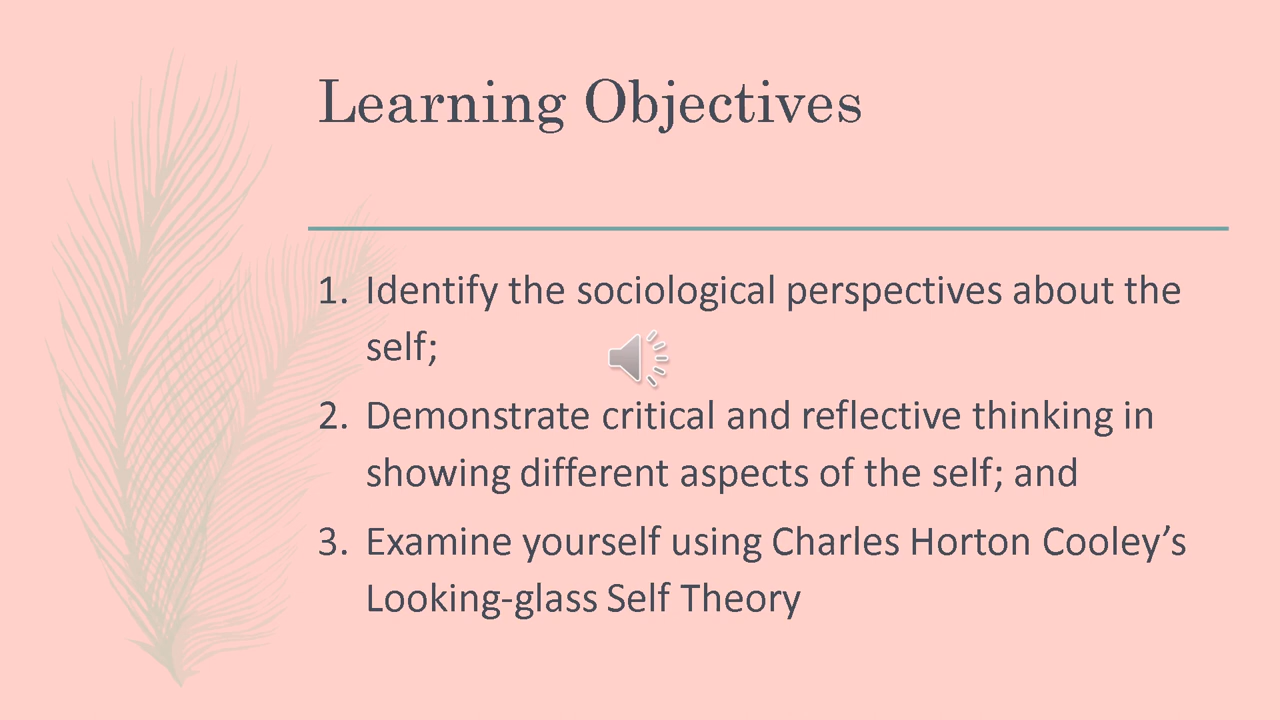 Learning Objectives
1. Identify the sociological perspectives about the
self;
2. Demonstrate critical and reflective thinking in
showing different aspects of the self; and
3. Examine yourself using Charles Horton Cooley’s
Looking-glass Self Theory